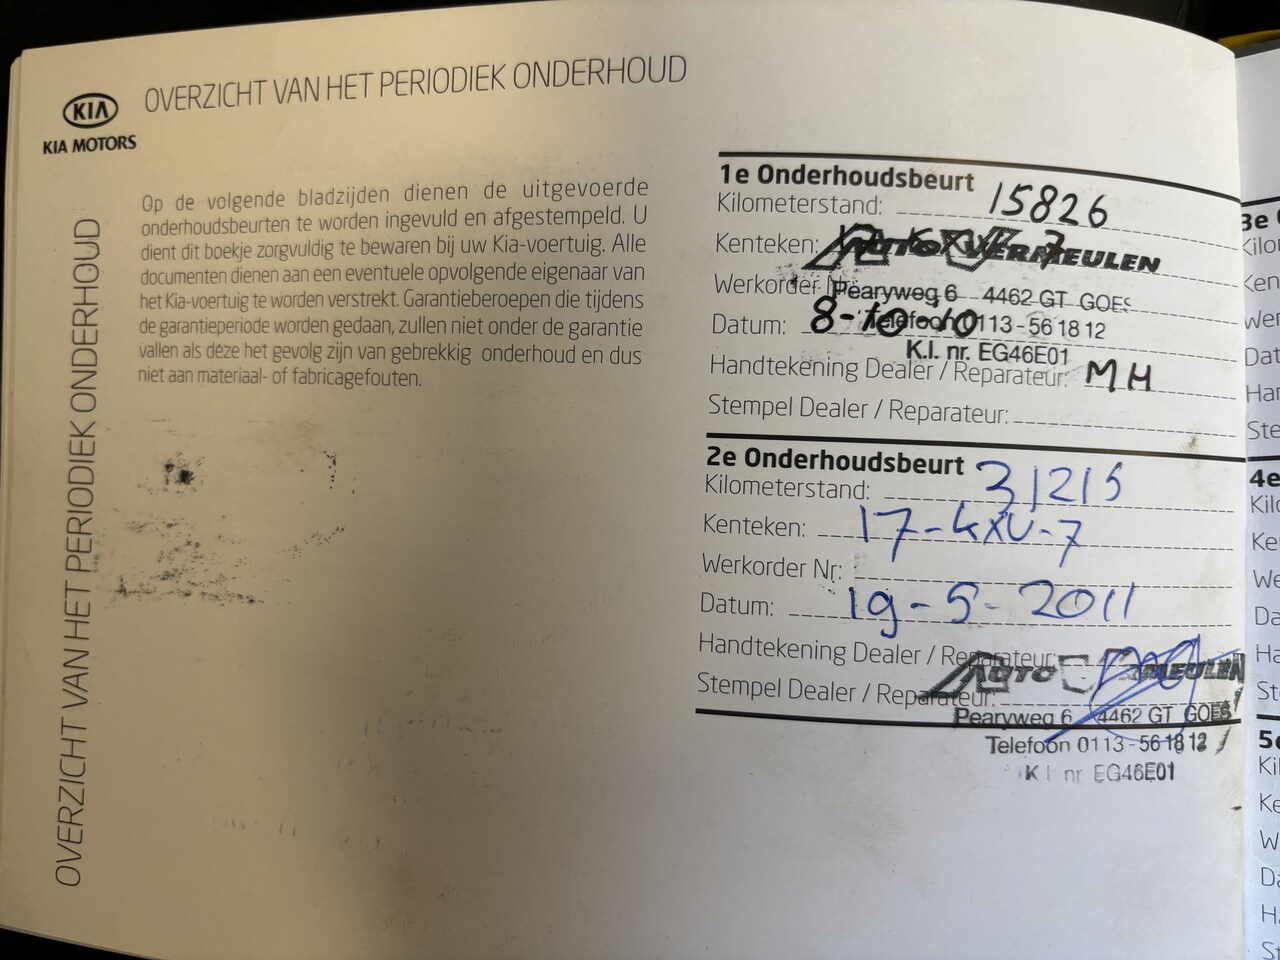 OVERZICHT VAN HET PERIODIEK ONDERHOUD
KIA
KIA MOTORS
OVERZICHT VAN HET PERIODIEK ONDERHOUD
Op de volgende bladzijden dienen de uitgevoerde
onderhoudsbeurten te worden ingevuld en afgestempeld. U
dient dit boekje zorgvuldig te bewaren bij uw Kia-voertuig. Alle
documenten dienen aan een eventuele opvolgende eigenaar van
het Kia-voertuig te worden verstrekt. Garantieberoepen die tijdens
de garantieperiode worden gedaan, zullen niet onder de garantie
vallen als deze het gevolg zijn van gebrekkig onderhoud en dus
niet aan materiaal- of fabricagefouten.
1e Onderhoudsbeurt
Kilometerstand: 15826
Kenteken:
AUTO VERMEULEN
Werkorder
Pearyweg 6 4462 GT GOES
Datum: 8-10-10
Telefoon 0113-56 18 12
K.I. nr. EG46E01
Handtekening Dealer / Reparateur: MH
Stempel Dealer / Reparateur:
2e Onderhoudsbeurt
Kilometerstand: 31215
Kenteken: 17-KXV-7
Werkorder Nr:
Datum: 19-5-2011
Handtekening Dealer / Reparateur:
AUTO VERMEULEN
Stempel Dealer / Reparateur:
Pearyweg 6 4462 GT GOES
Telefoon 0113-56 18 12
K I nr EG46E01
3e
4e